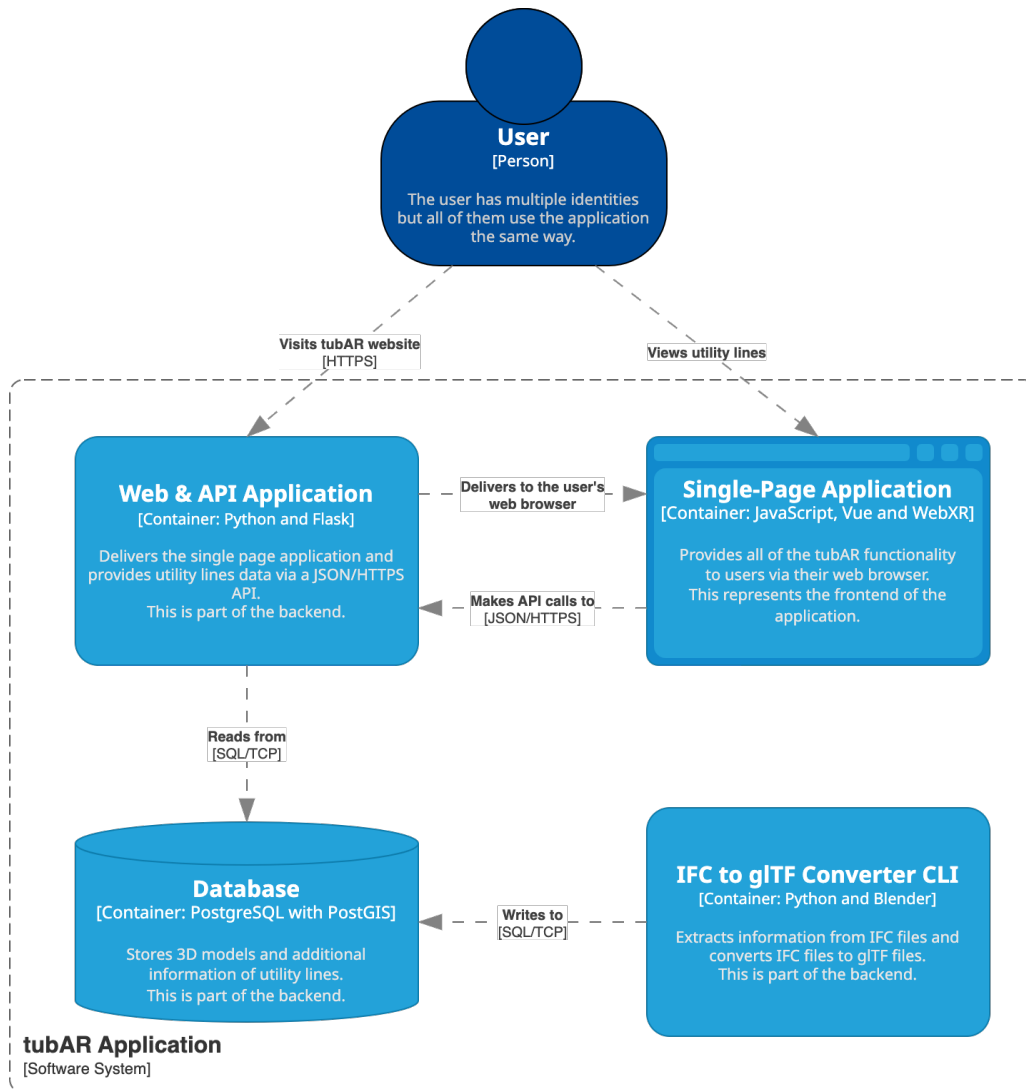 User
[Person]
The user has multiple identities
but all of them use the application
the same way.
Visits tubAR website
[HTTPS]
Views utility lines
Web & API Application
[Container: Python and Flask]
Delivers the single page application and
provides utility lines data via a JSON/HTTPS
API.
This is part of the backend.
Delivers to the user's
web browser
Single-Page Application
[Container: JavaScript, Vue and WebXR]
Provides all of the tubAR functionality
to users via their web browser.
This represents the frontend of the
application.
Makes API calls to
[JSON/HTTPS]
Reads from
[SQL/TCP]
Database
[Container: PostgreSQL with PostGIS]
Stores 3D models and additional
information of utility lines.
This is part of the backend.
Writes to
[SQL/TCP]
IFC to glTF Converter CLI
[Container: Python and Blender]
Extracts information from IFC files and
converts IFC files to glTF files.
This is part of the backend.
tubAR Application
[Software System]